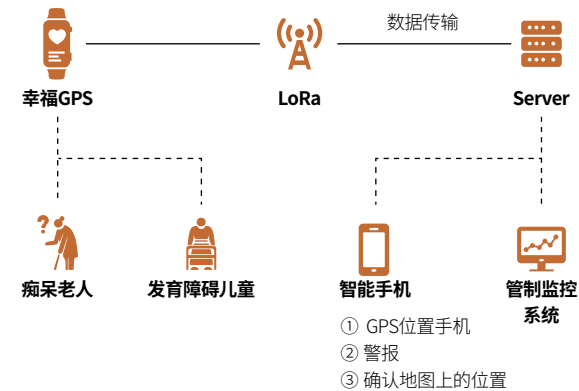 数据传输
幸福GPS
LoRa
Server
?
痴呆老人
发育障碍儿童
智能手机
管制监控
系统
① GPS位置手机
② 警报
③ 确认地图上的位置